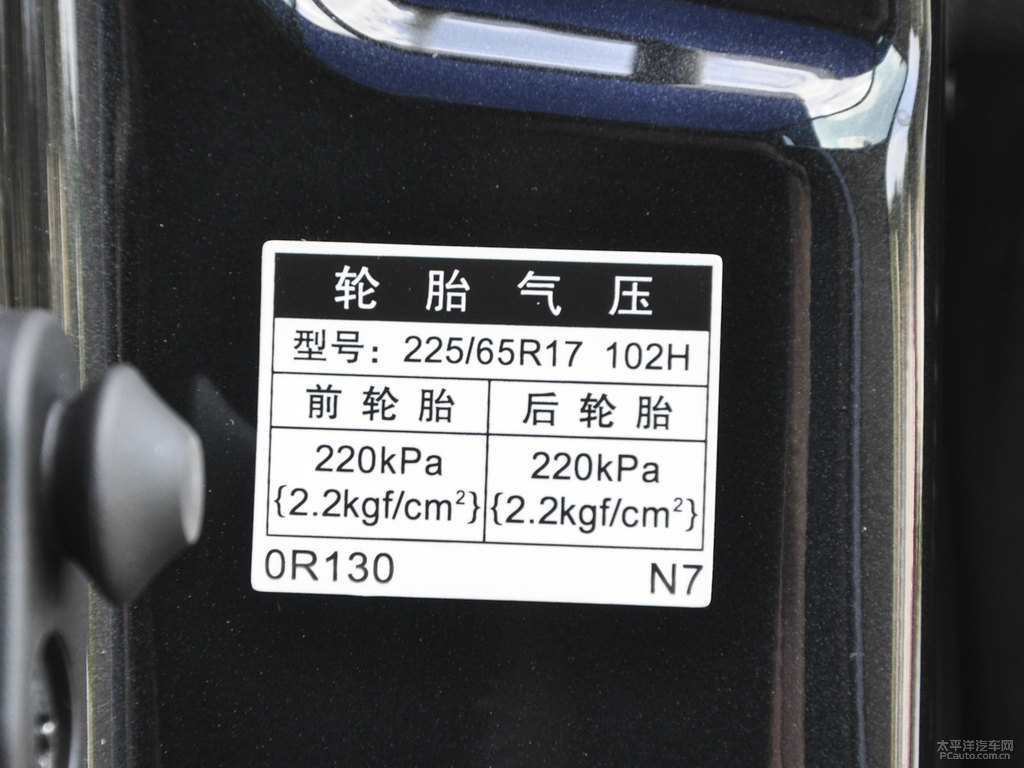 轮胎气压
型号：225/65R17 102H
前轮胎 后轮胎
220kPa 220kPa
{2.2kgf/cm²} {2.2kgf/cm²}
0R130 N7
太平洋汽车网
PCauto.com.cn